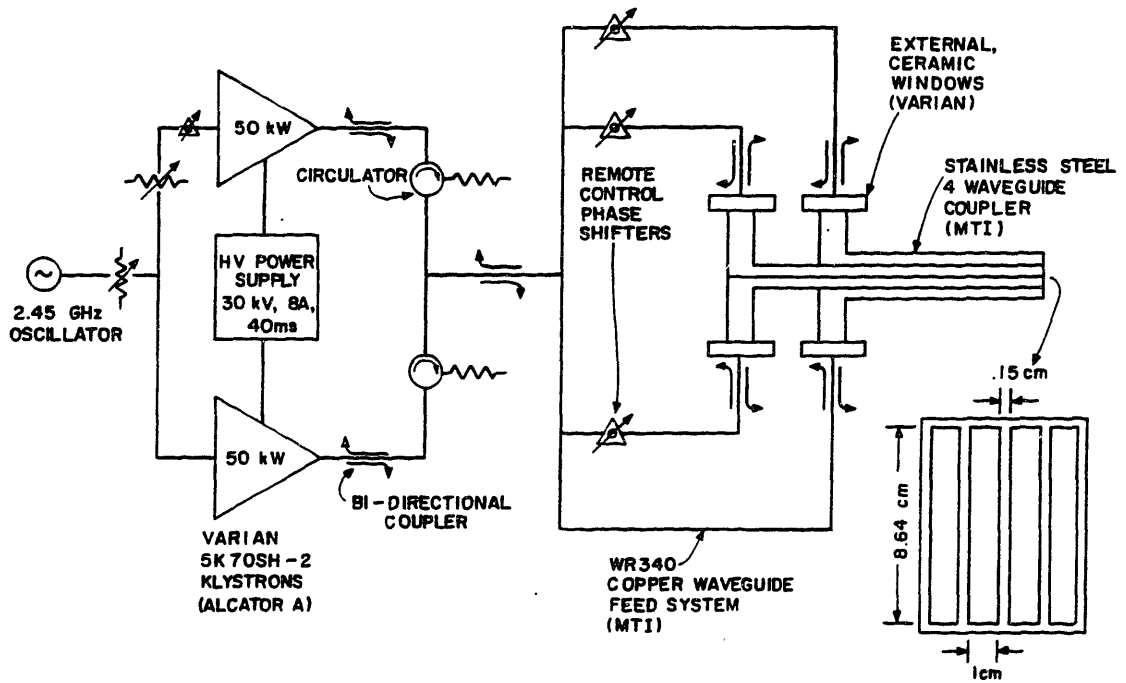 50 kW
CIRCULATOR
2.45 GHz
OSCILLATOR
HV POWER
SUPPLY
30 kV, 8A,
40ms
50 kW
BI-DIRECTIONAL
COUPLER
VARIAN
5K70SH-2
KLYSTRONS
(ALCATOR A)
REMOTE
CONTROL
PHASE
SHIFTERS
EXTERNAL,
CERAMIC
WINDOWS
(VARIAN)
STAINLESS STEEL
4 WAVEGUIDE
COUPLER
(MTI)
WR340
COPPER WAVEGUIDE
FEED SYSTEM
(MTI)
.15 cm
8.64 cm
1cm